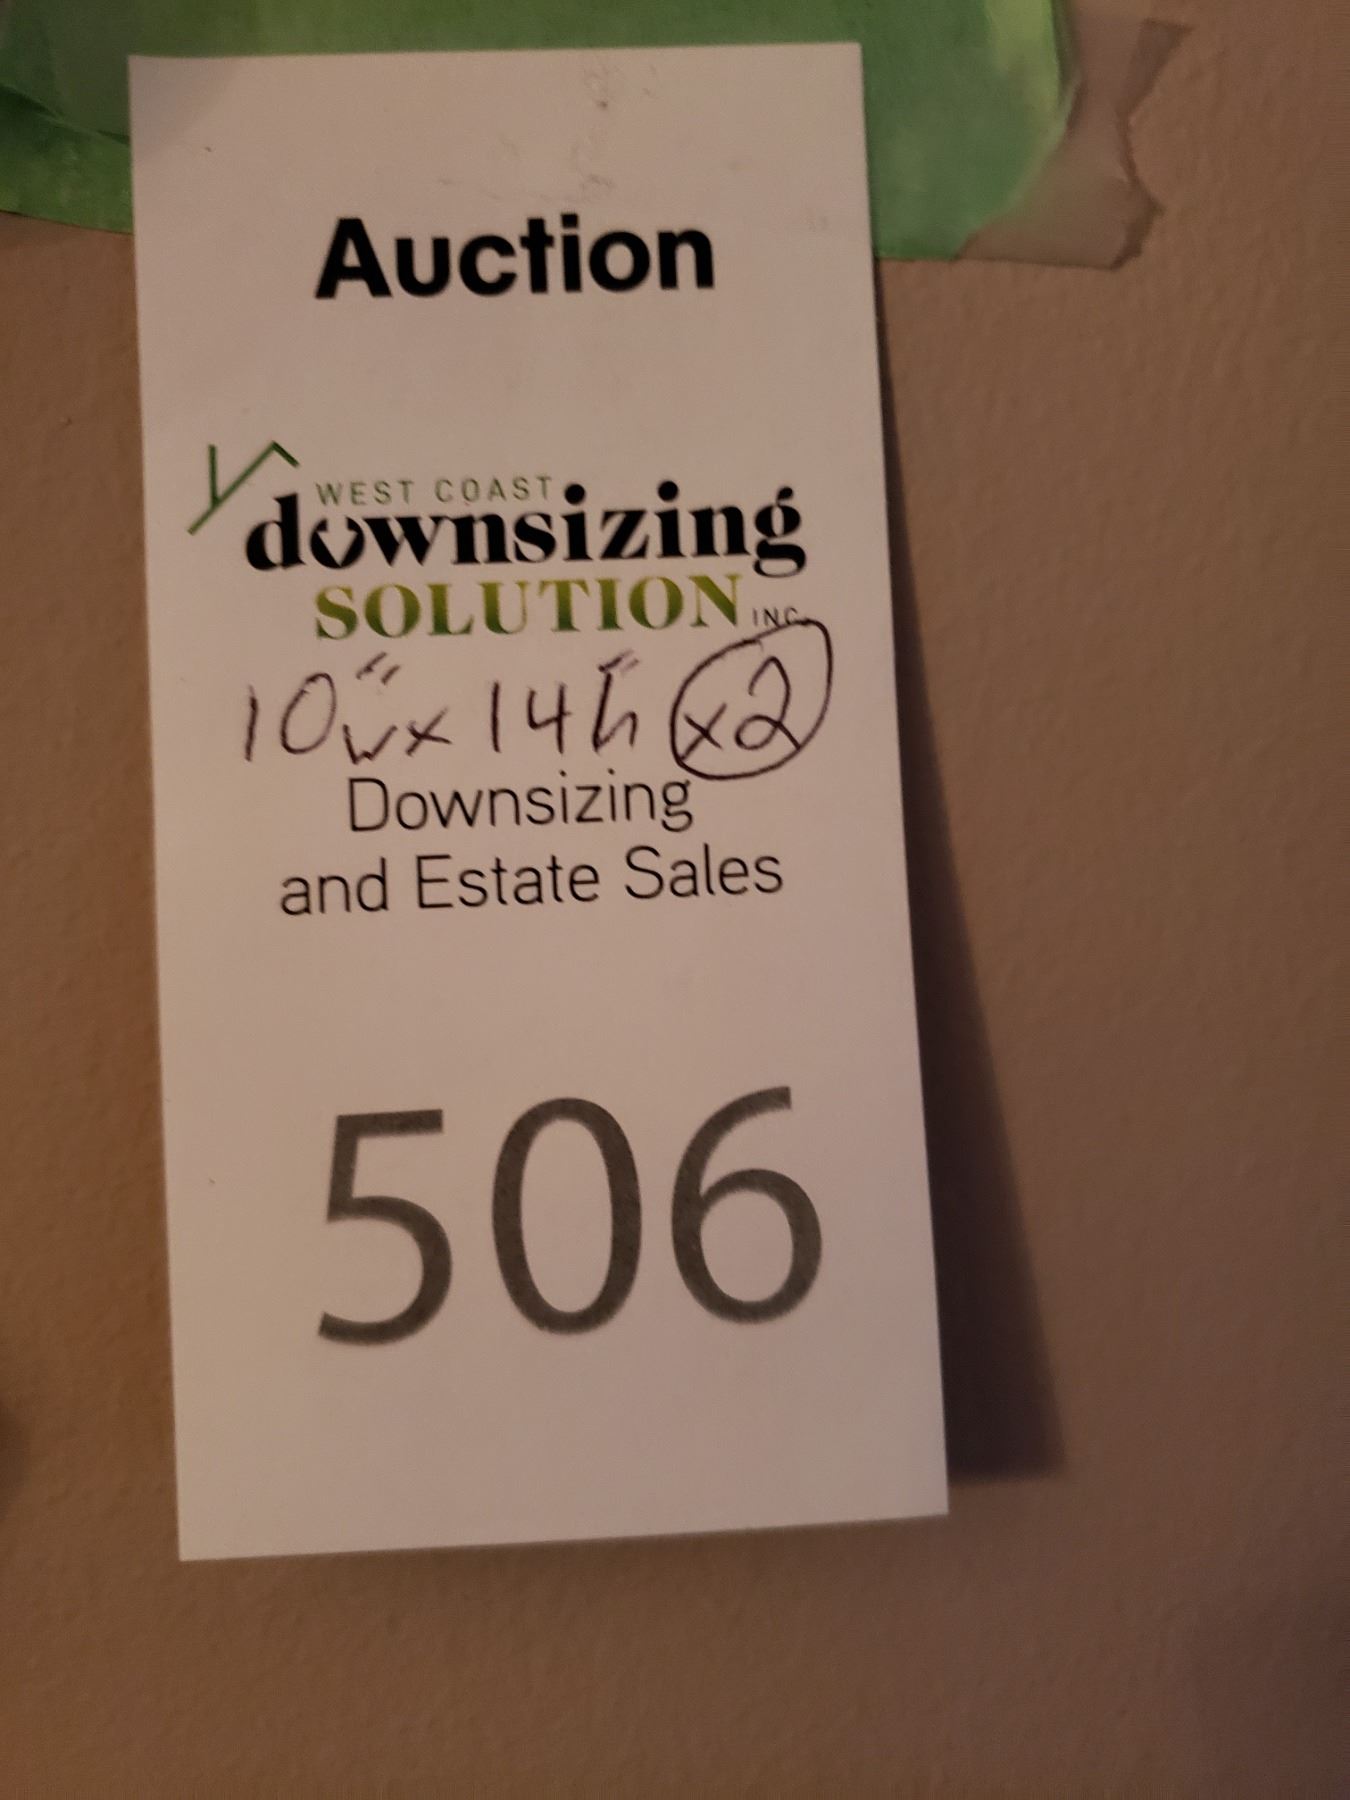 Auction
WEST COAST
downsizing
SOLUTION INC.
10"w x 14"h x2
Downsizing
and Estate Sales
506